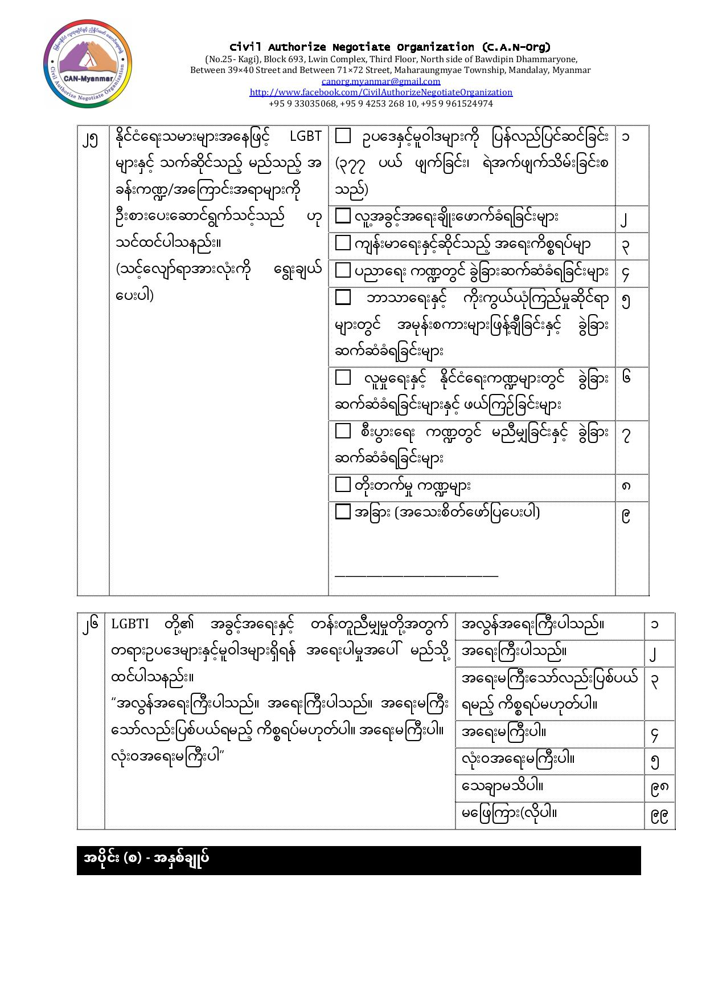 Civil Authorize Negotiate Organization (C.A.N-Org)
(No.25- Kagi), Block 693, Lwin Complex, Third Floor, North side of Bawdipin Dhammaryone,
Between 39×40 Street and Between 71×72 Street, Maharaungmyae Township, Mandalay, Myanmar
canorg.myanmar@gmail.com
http://www.facebook.com/CivilAuthorizeNegotiateOrganization
+95 9 33035068, +95 9 4253 268 10, +95 9 961524974
CAN-Myanmar
Civil Authorize Negotiate Organization
၂၅
နိုင်ငံရေးသမားများအနေဖြင့် LGBT
များနှင့် သက်ဆိုင်သည့် မည်သည့် အ
ခန်းကဏ္ဍ/အကြောင်းအရာများကို
ဦးစားပေးဆောင်ရွက်သင့်သည် ဟု
သင်ထင်ပါသနည်း။
(သင့်လျော်ရာအားလုံးကို ရွေးချယ်
ပေးပါ)
ဥပဒေနှင့်မူဝါဒများကို ပြန်လည်ပြင်ဆင်ခြင်း ၁
(၃၇၇ ပယ် ဖျက်ခြင်း၊ ရဲအက်ဖျက်သိမ်းခြင်းစ
သည်)
လူ့အခွင့်အရေးချိုးဖောက်ခံရခြင်းများ ၂
ကျန်းမာရေးနှင့်ဆိုင်သည့် အရေးကိစ္စရပ်မျာ ၃
ပညာရေး ကဏ္ဍတွင် ခွဲခြားဆက်ဆံခံရခြင်းများ ၄
ဘာသာရေးနှင့် ကိုးကွယ်ယုံကြည်မှုဆိုင်ရာ ၅
များတွင် အမုန်းစကားများဖြန့်ချီခြင်းနှင့် ခွဲခြား
ဆက်ဆံခံရခြင်းများ
လူမှုရေးနှင့် နိုင်ငံရေးကဏ္ဍများတွင် ခွဲခြား ၆
ဆက်ဆံခံရခြင်းများနှင့် ဖယ်ကြဉ်ခြင်းများ
စီးပွားရေး ကဏ္ဍတွင် မညီမျှခြင်းနှင့် ခွဲခြား ၇
ဆက်ဆံခံရခြင်းများ
တိုးတက်မှု ကဏ္ဍများ ၈
အခြား (အသေးစိတ်ဖော်ပြပေးပါ) ၉
၂၆
LGBTI တို့၏ အခွင့်အရေးနှင့် တန်းတူညီမျှမှုတို့အတွက်
တရားဥပဒေများနှင့်မူဝါဒများရှိရန် အရေးပါမှုအပေါ် မည်သို့
ထင်ပါသနည်း။
“အလွန်အရေးကြီးပါသည်။ အရေးကြီးပါသည်။ အရေးမကြီး
သော်လည်းပြစ်ပယ်ရမည့် ကိစ္စရပ်မဟုတ်ပါ။ အရေးမကြီးပါ။
လုံးဝအရေးမကြီးပါ”
အလွန်အရေးကြီးပါသည်။ ၁
အရေးကြီးပါသည်။ ၂
အရေးမကြီးသော်လည်းပြစ်ပယ် ၃
ရမည့် ကိစ္စရပ်မဟုတ်ပါ။
အရေးမကြီးပါ။ ၄
လုံးဝအရေးမကြီးပါ။ ၅
သေချာမသိပါ။ ၉၈
မဖြေကြား(လိုပါ။ ၉၉
အပိုင်း (စ) - အနှစ်ချုပ်